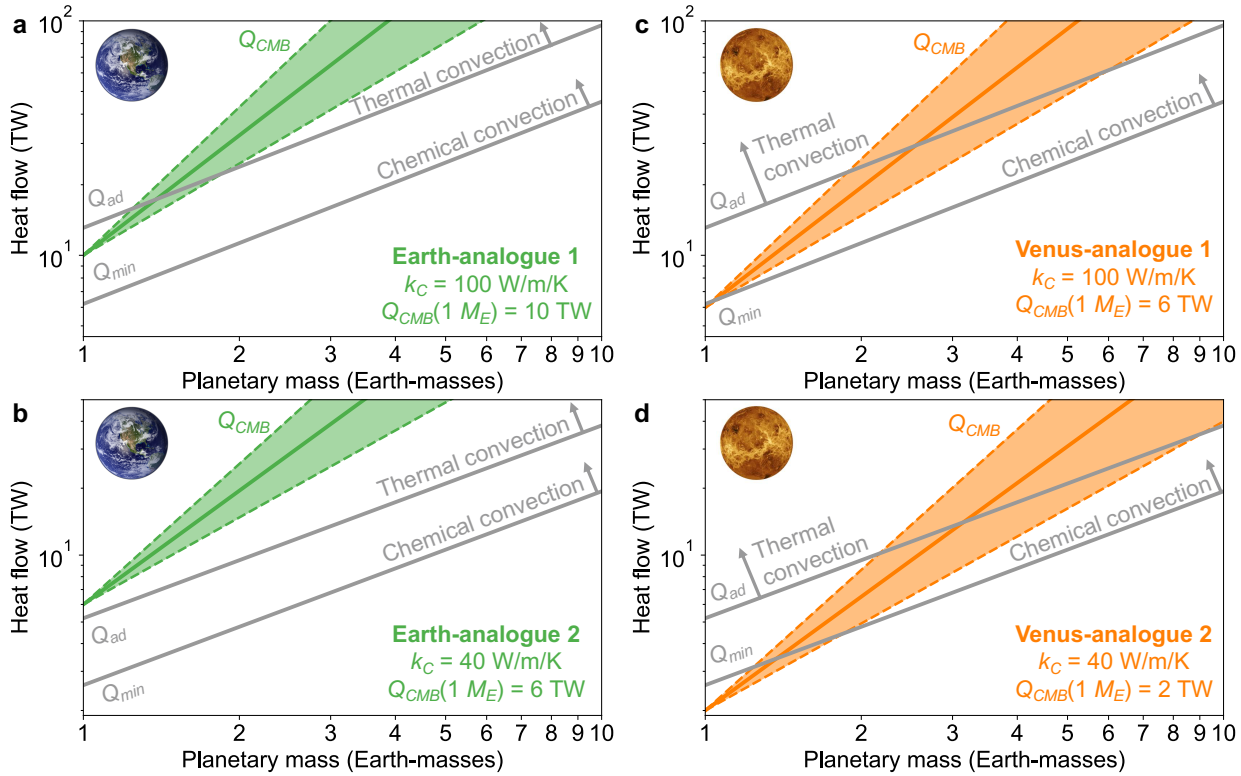 a
10²
Q_CMB
Thermal convection
Chemical convection
Q_ad
Q_min
10¹
Heat flow (TW)
Earth-analogue 1
k_C = 100 W/m/K
Q_CMB(1 M_E) = 10 TW
1 2 3 4 5 6 7 8 9 10
Planetary mass (Earth-masses)
c
10²
Q_CMB
Thermal
convection
Chemical convection
Q_ad
Q_min
10¹
Heat flow (TW)
Venus-analogue 1
k_C = 100 W/m/K
Q_CMB(1 M_E) = 6 TW
1 2 3 4 5 6 7 8 9 10
Planetary mass (Earth-masses)
b
Q_CMB
Thermal convection
Chemical convection
10¹
Heat flow (TW)
Q_ad
Q_min
Earth-analogue 2
k_C = 40 W/m/K
Q_CMB(1 M_E) = 6 TW
1 2 3 4 5 6 7 8 9 10
Planetary mass (Earth-masses)
d
Q_CMB
Thermal
convection
Chemical convection
10¹
Heat flow (TW)
Q_ad
Q_min
Venus-analogue 2
k_C = 40 W/m/K
Q_CMB(1 M_E) = 2 TW
1 2 3 4 5 6 7 8 9 10
Planetary mass (Earth-masses)